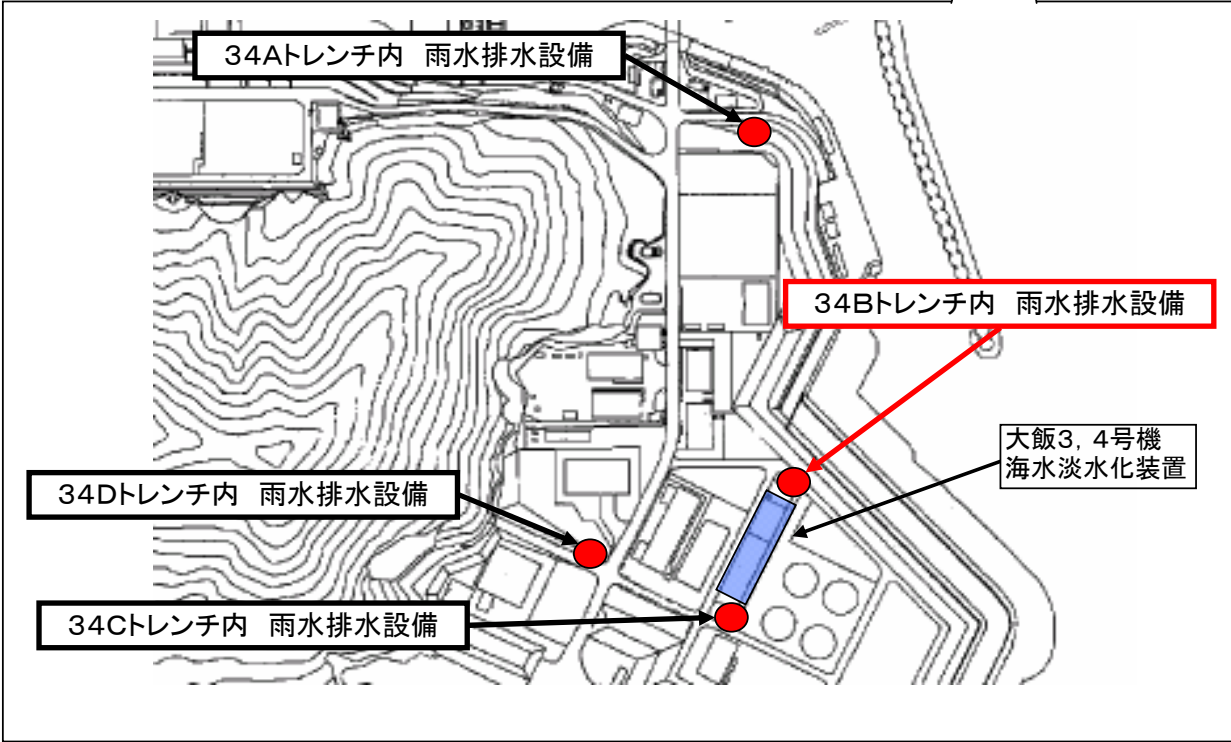 34Aトレンチ内 雨水排水設備
34Bトレンチ内 雨水排水設備
大飯3,4号機
海水淡水化装置
34Dトレンチ内 雨水排水設備
34Cトレンチ内 雨水排水設備